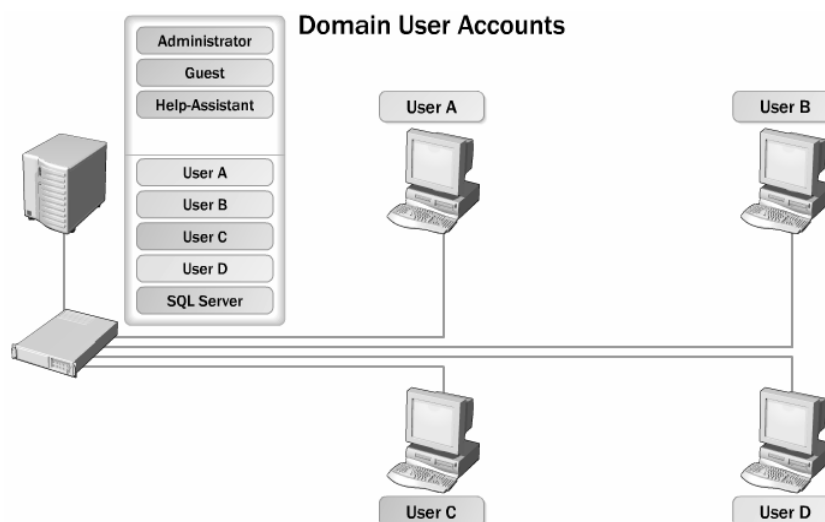 Domain User Accounts
Administrator
Guest
Help-Assistant
User A
User B
User C
User D
SQL Server
User A
User B
User C
User D